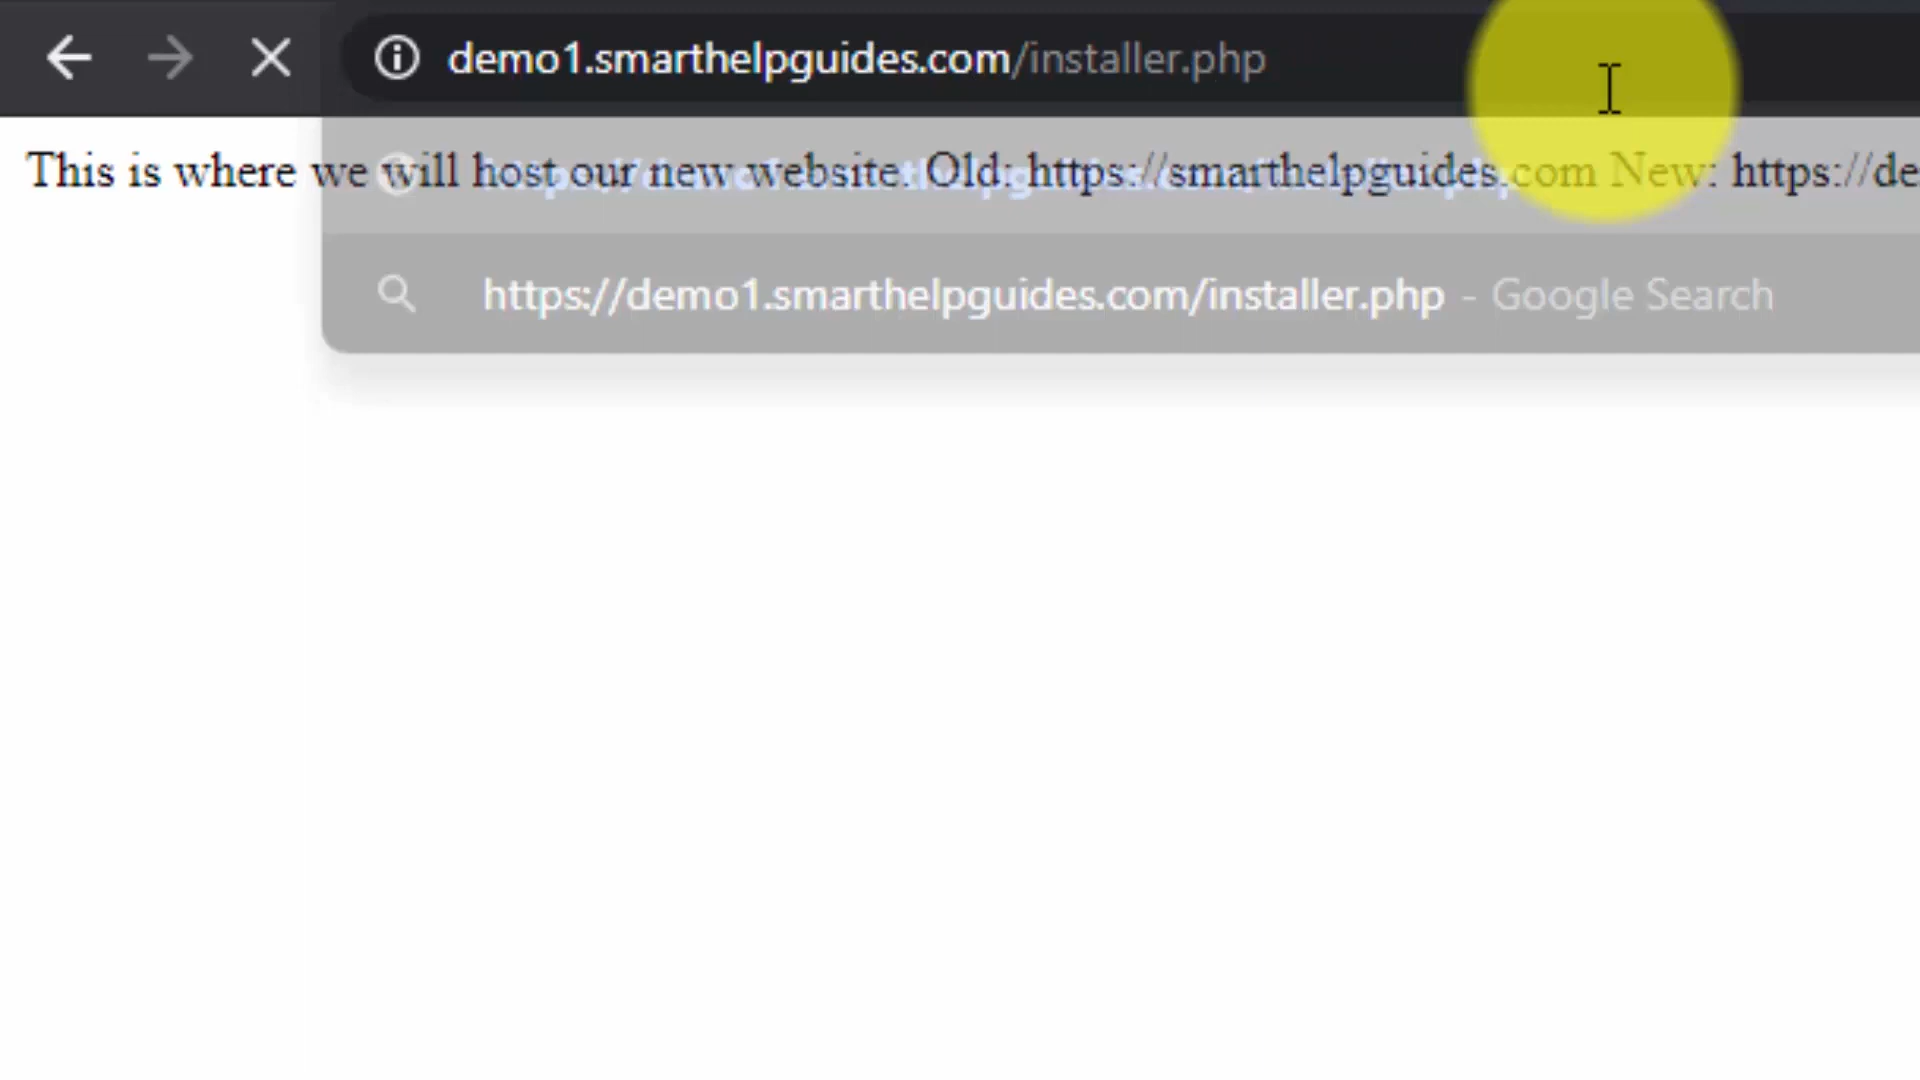 demo1.smarthelpguides.com/installer.php
This is where we will host our new website. Old: https://smarthelpguides.com New: https://de
https://demo1.smarthelpguides.com/installer.php - Google Search